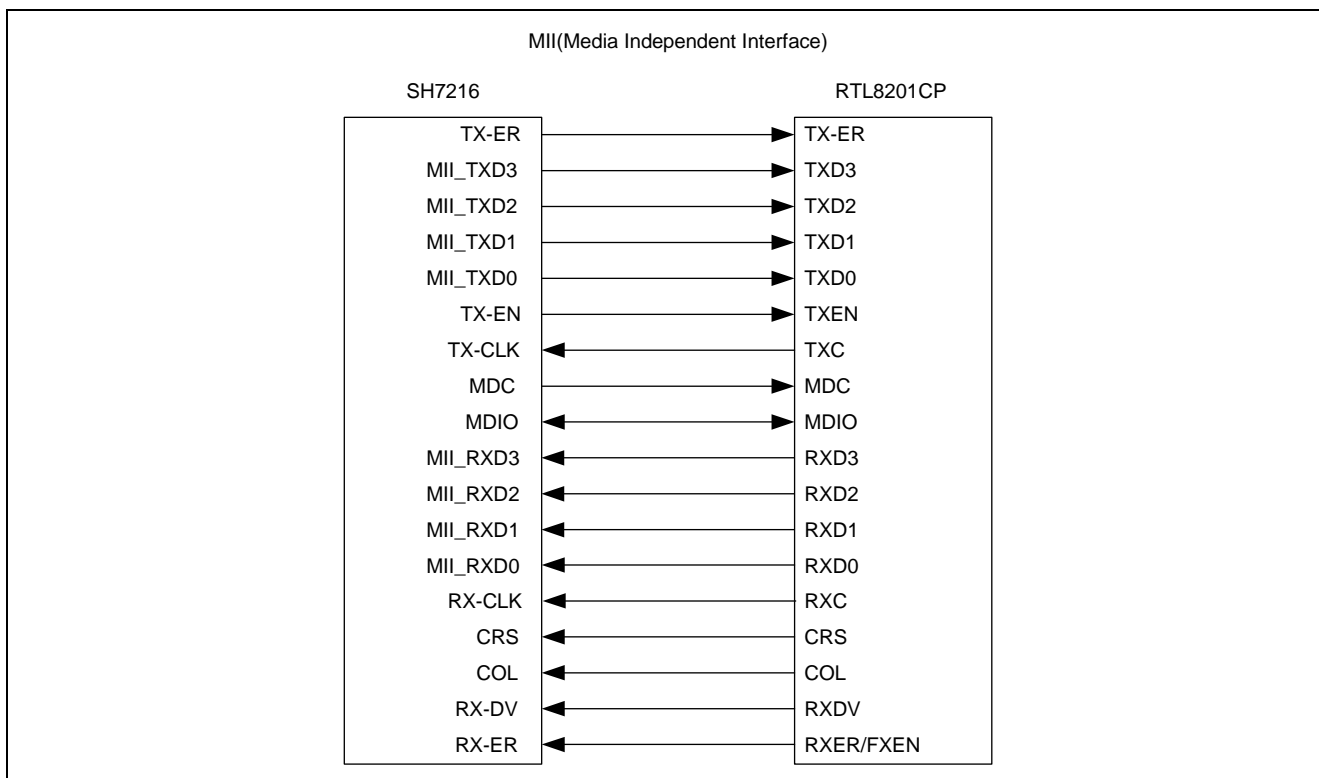 MII(Media Independent Interface)
SH7216 RTL8201CP
TX-ER TX-ER
MII_TXD3 TXD3
MII_TXD2 TXD2
MII_TXD1 TXD1
MII_TXD0 TXD0
TX-EN TXEN
TX-CLK TXC
MDC MDC
MDIO MDIO
MII_RXD3 RXD3
MII_RXD2 RXD2
MII_RXD1 RXD1
MII_RXD0 RXD0
RX-CLK RXC
CRS CRS
COL COL
RX-DV RXDV
RX-ER RXER/FXEN